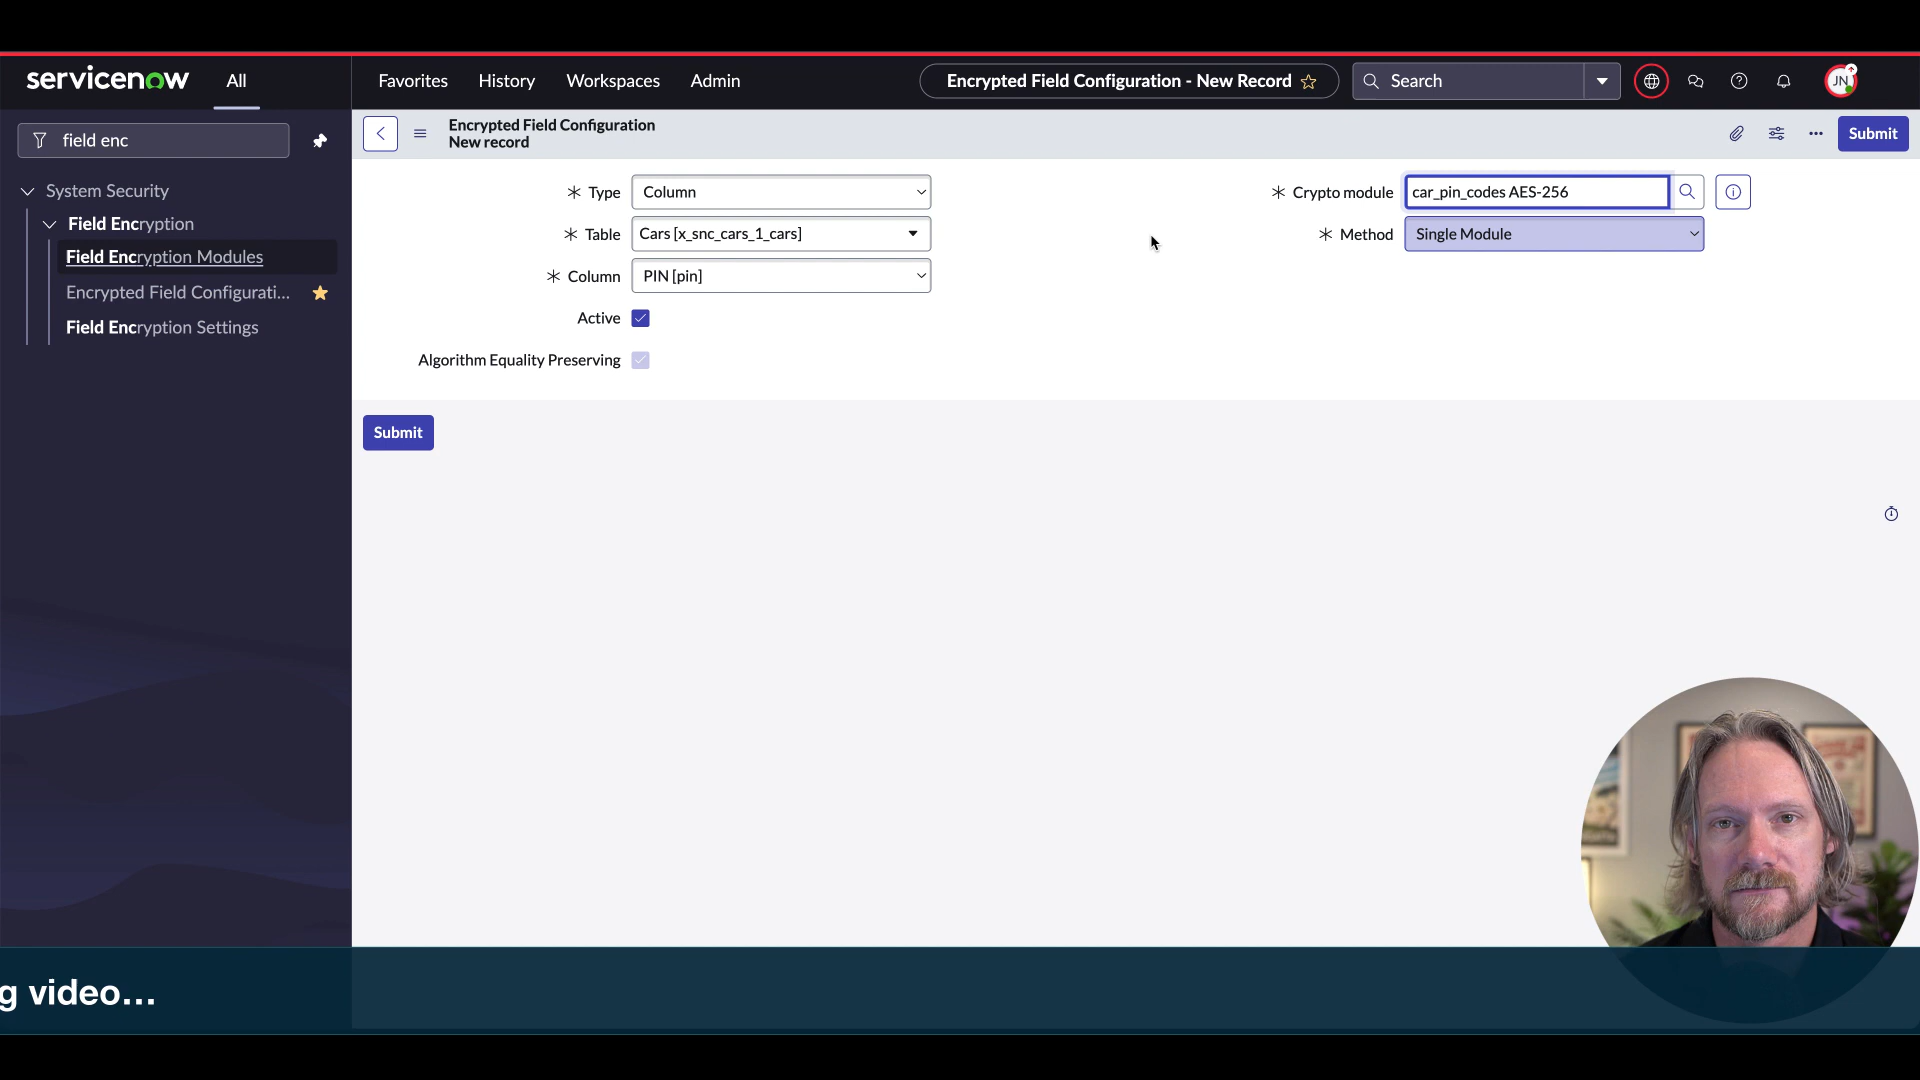 servicenow
All
Favorites
History
Workspaces
Admin
Encrypted Field Configuration - New Record
Search
JN
field enc
Encrypted Field Configuration
New record
Submit
System Security
Field Encryption
Field Encryption Modules
Encrypted Field Configurati...
Field Encryption Settings
Type
Column
Table
Cars [x_snc_cars_1_cars]
Column
PIN [pin]
Active
Algorithm Equality Preserving
Crypto module
car_pin_codes AES-256
Method
Single Module
Submit
g video...